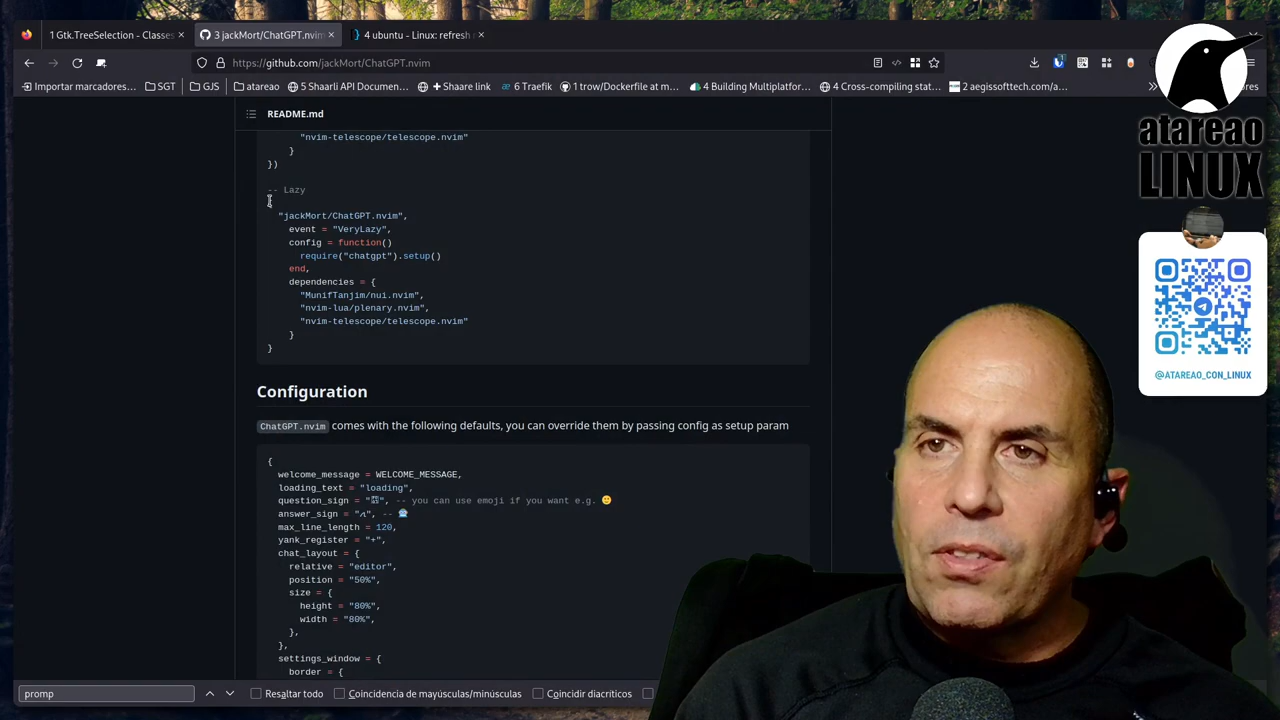 1 Gtk.TreeSelection - Classes
3 jackMort/ChatGPT.nvim
4 ubuntu - Linux: refresh
https://github.com/jackMort/ChatGPT.nvim
Importar marcadores…
SGT
GJS
atareao
5 Shaarli API Documen…
Shaare link
6 Traefik
1 trow/Dockerfile at m…
4 Building Multiplatfor…
4 Cross-compiling stat…
2 aegissofttech.com/a…
README.md
"nvim-telescope/telescope.nvim"
}
})
-- Lazy
"jackMort/ChatGPT.nvim",
event = "VeryLazy",
config = function()
require("chatgpt").setup()
end,
dependencies = {
"MunifTanjim/nui.nvim",
"nvim-lua/plenary.nvim",
"nvim-telescope/telescope.nvim"
}
}
Configuration
ChatGPT.nvim comes with the following defaults, you can override them by passing config as setup param
{
welcome_message = WELCOME_MESSAGE,
loading_text = "loading",
question_sign = "", -- you can use emoji if you want e.g. 🙂
answer_sign = "ﮧ", -- 🤖
max_line_length = 120,
yank_register = "+",
chat_layout = {
relative = "editor",
position = "50%",
size = {
height = "80%",
width = "80%",
},
},
settings_window = {
border = {
promp
Resaltar todo
Coincidencia de mayúsculas/minúsculas
Coincidir diacríticos
atareao
LINUX
@ATAREAO_CON_LINUX